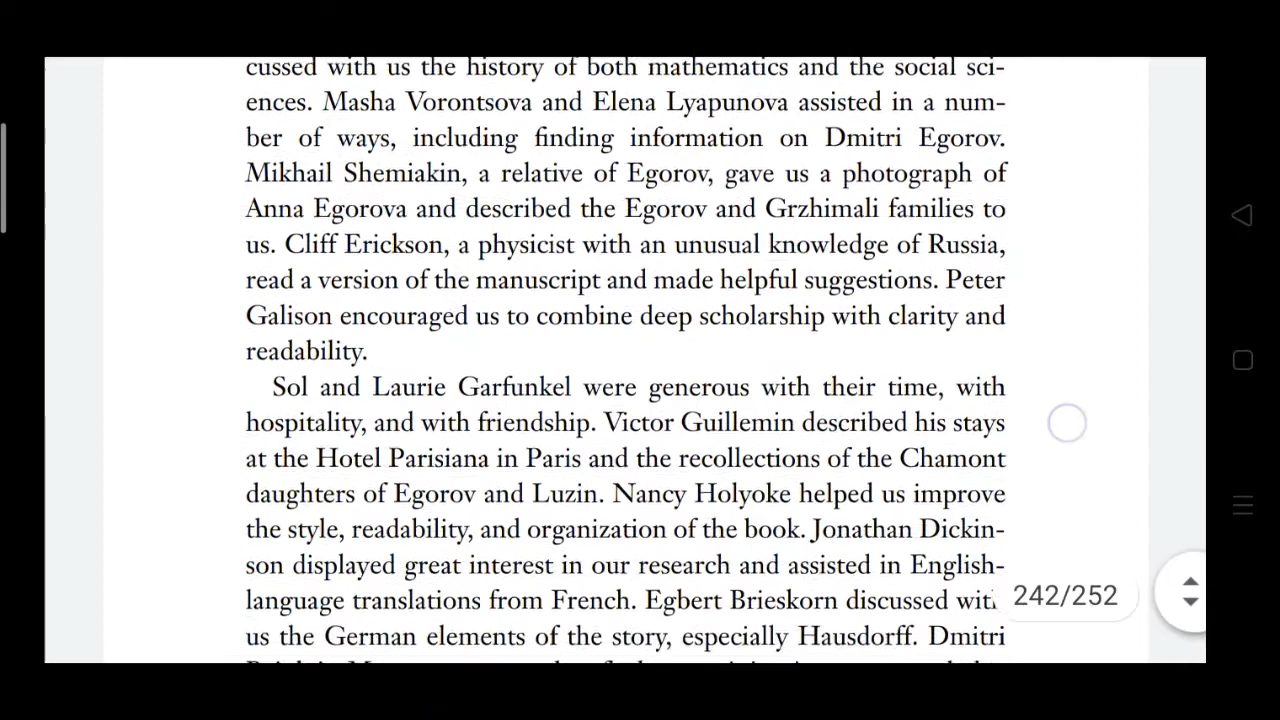 cussed with us the history of both mathematics and the social sci-
ences. Masha Vorontsova and Elena Lyapunova assisted in a num-
ber of ways, including finding information on Dmitri Egorov.
Mikhail Shemiakin, a relative of Egorov, gave us a photograph of
Anna Egorova and described the Egorov and Grzhimali families to
us. Cliff Erickson, a physicist with an unusual knowledge of Russia,
read a version of the manuscript and made helpful suggestions. Peter
Galison encouraged us to combine deep scholarship with clarity and
readability.
Sol and Laurie Garfunkel were generous with their time, with
hospitality, and with friendship. Victor Guillemin described his stays
at the Hotel Parisiana in Paris and the recollections of the Chamont
daughters of Egorov and Luzin. Nancy Holyoke helped us improve
the style, readability, and organization of the book. Jonathan Dickin-
son displayed great interest in our research and assisted in English-
language translations from French. Egbert Brieskorn discussed with
us the German elements of the story, especially Hausdorff. Dmitri
242/252